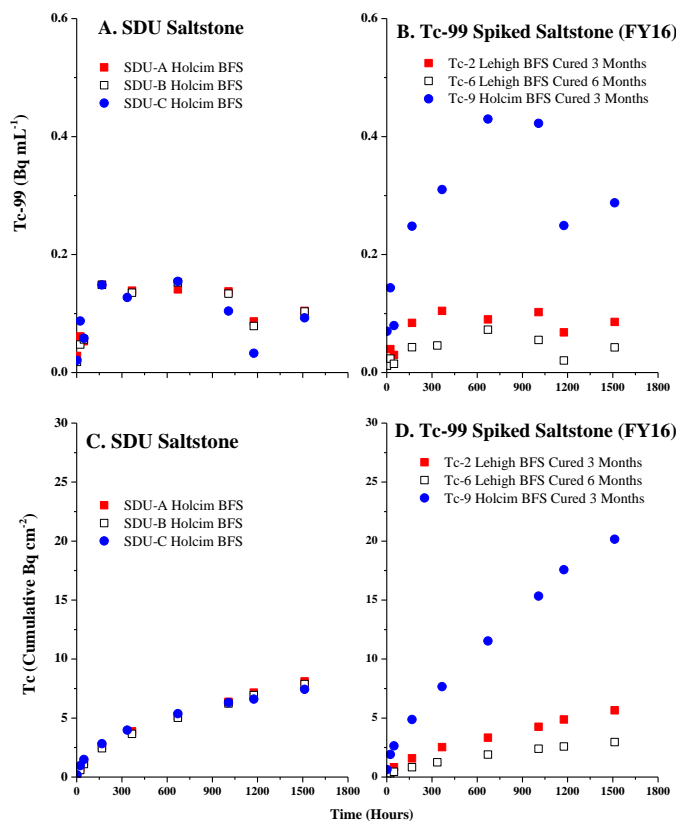 A. SDU Saltstone
SDU-A Holcim BFS
SDU-B Holcim BFS
SDU-C Holcim BFS
B. Tc-99 Spiked Saltstone (FY16)
Tc-2 Lehigh BFS Cured 3 Months
Tc-6 Lehigh BFS Cured 6 Months
Tc-9 Holcim BFS Cured 3 Months
Tc-99 (Bq mL⁻¹)
0.6
0.4
0.2
0.0
0 300 600 900 1200 1500 1800
0.6
0.4
0.2
0.0
0 300 600 900 1200 1500 1800
C. SDU Saltstone
SDU-A Holcim BFS
SDU-B Holcim BFS
SDU-C Holcim BFS
D. Tc-99 Spiked Saltstone (FY16)
Tc-2 Lehigh BFS Cured 3 Months
Tc-6 Lehigh BFS Cured 6 Months
Tc-9 Holcim BFS Cured 3 Months
Tc (Cumulative Bq cm⁻²)
30
25
20
15
10
5
0
0 300 600 900 1200 1500 1800
30
25
20
15
10
5
0
0 300 600 900 1200 1500 1800
Time (Hours)